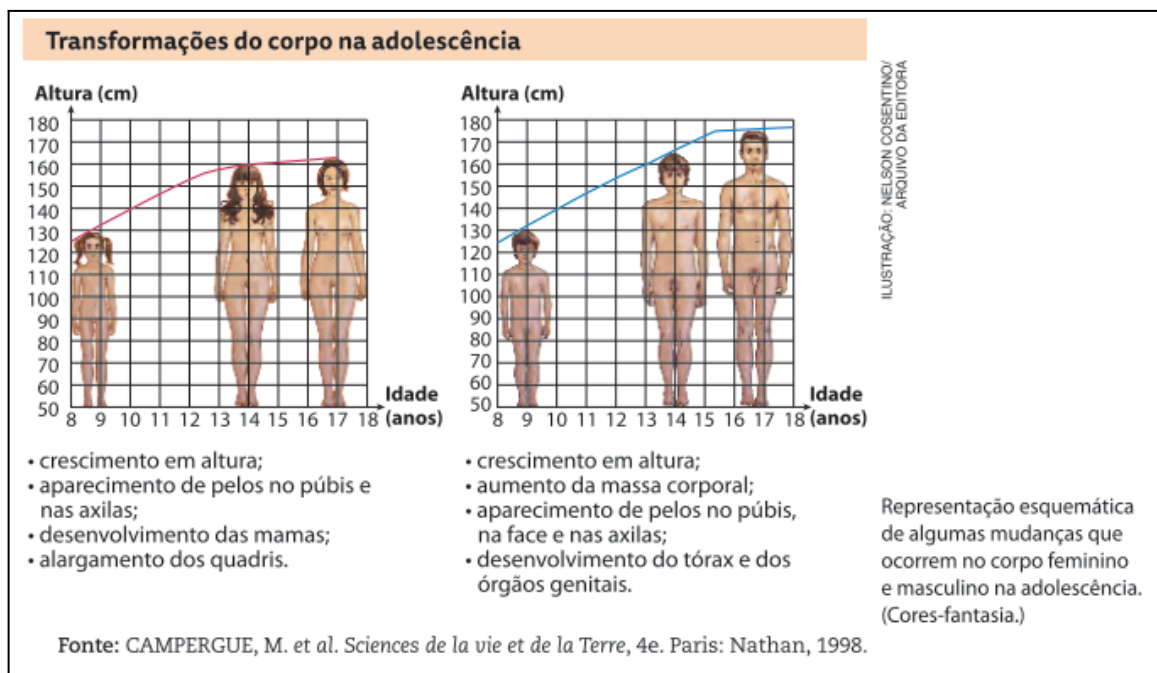 Transformações do corpo na adolescência
Altura (cm)
180
170
160
150
140
130
120
110
100
90
80
70
60
50
8 9 10 11 12 13 14 15 16 17 18
Idade
(anos)
• crescimento em altura;
• aparecimento de pelos no púbis e
nas axilas;
• desenvolvimento das mamas;
• alargamento dos quadris.
Altura (cm)
180
170
160
150
140
130
120
110
100
90
80
70
60
50
8 9 10 11 12 13 14 15 16 17 18
Idade
(anos)
• crescimento em altura;
• aumento da massa corporal;
• aparecimento de pelos no púbis,
na face e nas axilas;
• desenvolvimento do tórax e dos
órgãos genitais.
ILUSTRAÇÃO: NELSON COSENTINO/
ARQUIVO DA EDITORA
Representação esquemática
de algumas mudanças que
ocorrem no corpo feminino
e masculino na adolescência.
(Cores-fantasia.)
Fonte: CAMPERGUE, M. et al. Sciences de la vie et de la Terre, 4e. Paris: Nathan, 1998.